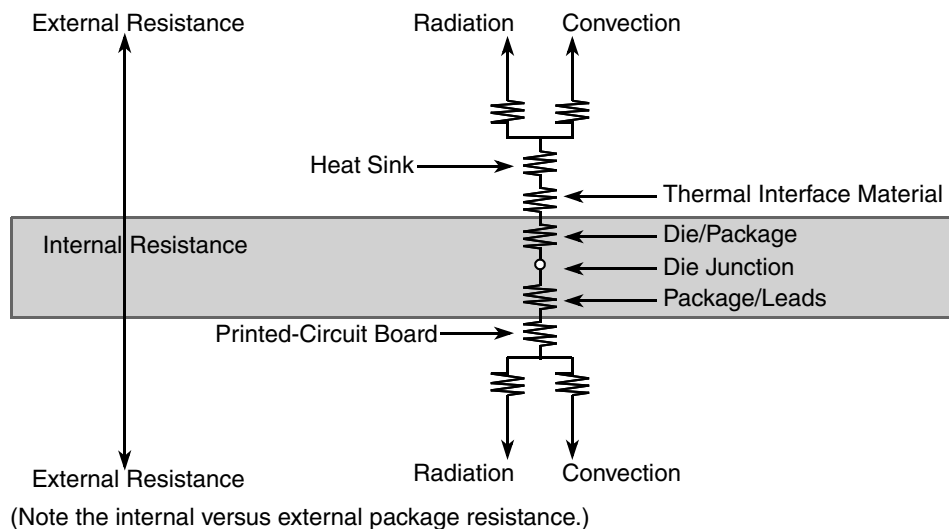 External Resistance
Radiation Convection
Heat Sink
Thermal Interface Material
Internal Resistance
Die/Package
Die Junction
Package/Leads
Printed-Circuit Board
External Resistance
Radiation Convection
(Note the internal versus external package resistance.)